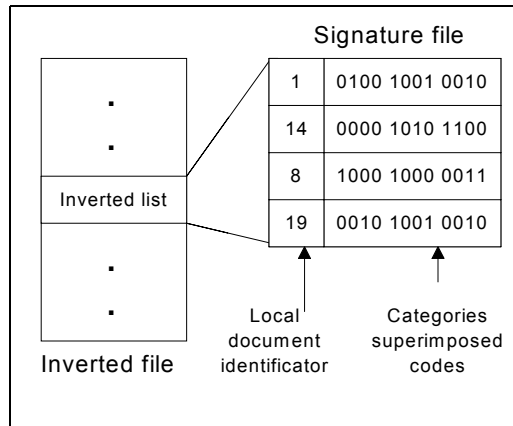 Signature file
1 0100 1001 0010
14 0000 1010 1100
8 1000 1000 0011
19 0010 1001 0010
Inverted list
Inverted file
Local
document
identificator
Categories
superimposed
codes